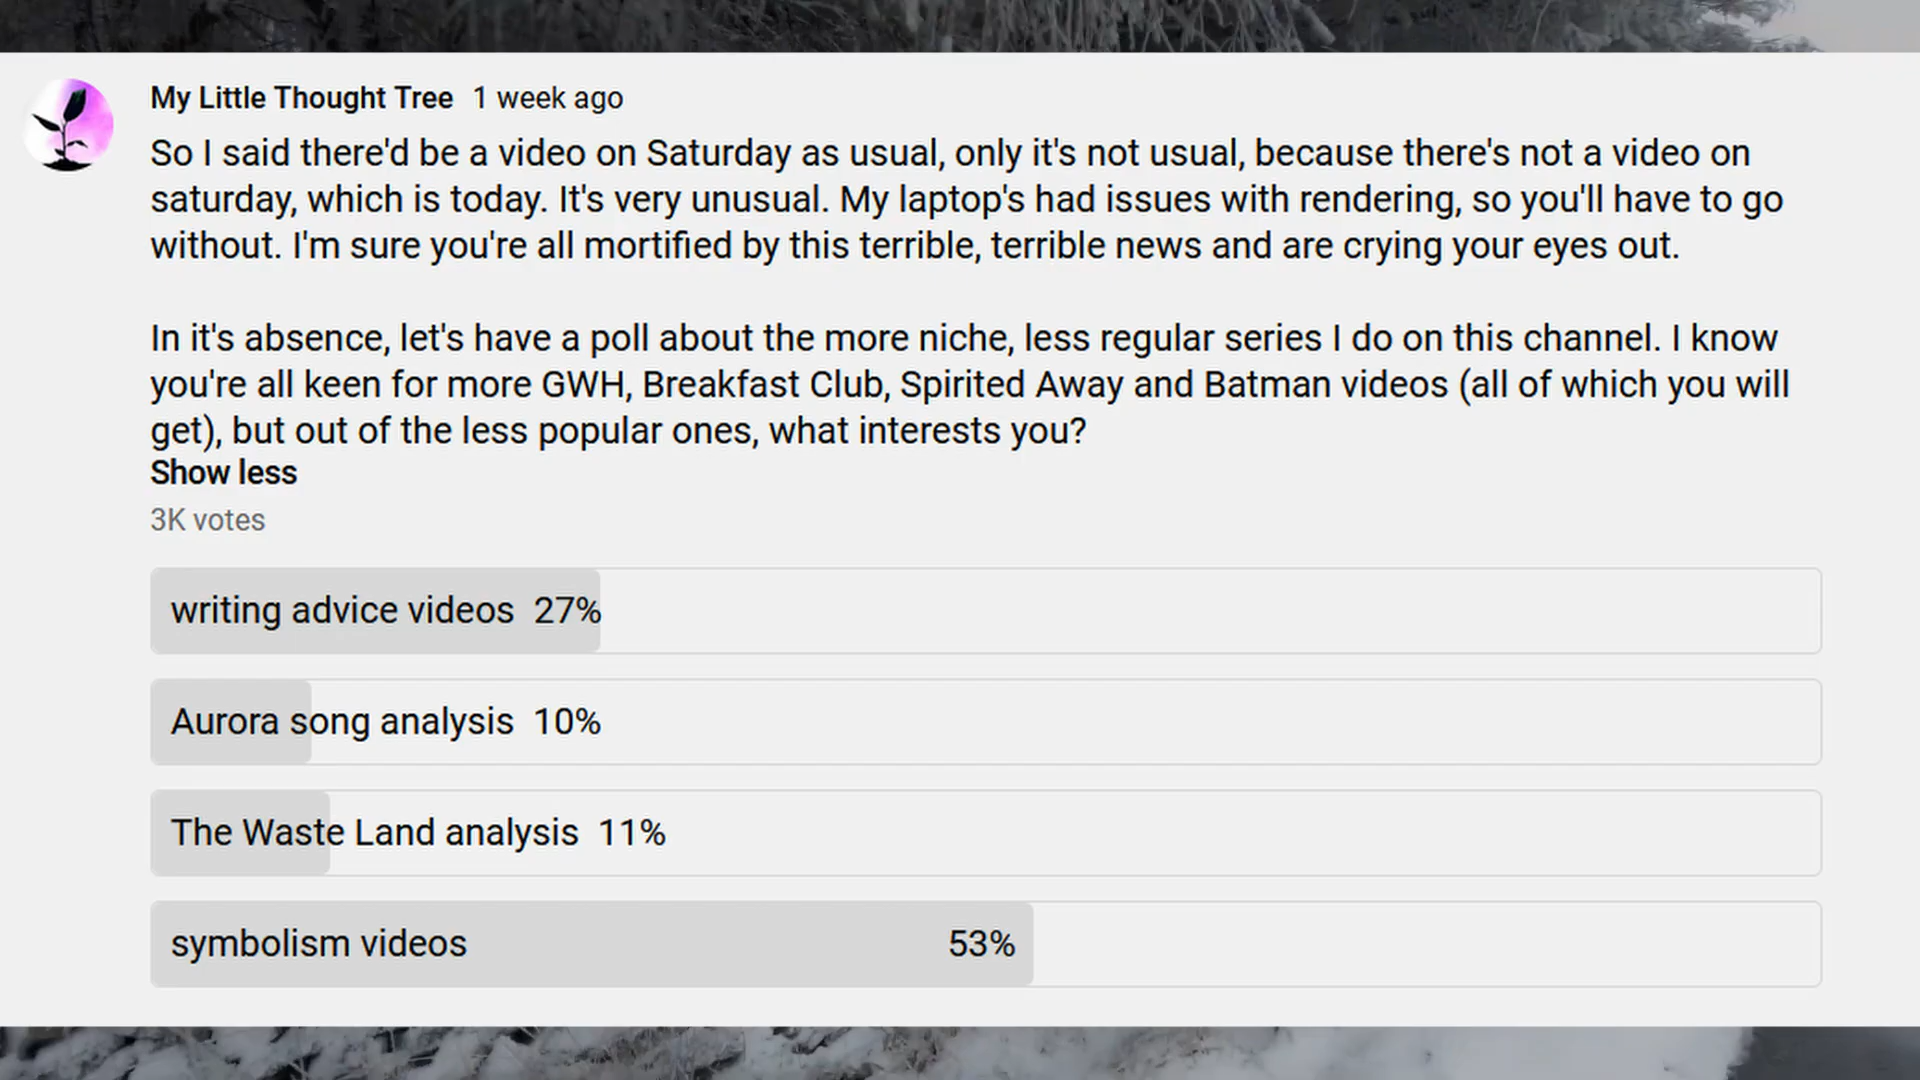 My Little Thought Tree 1 week ago
So I said there'd be a video on Saturday as usual, only it's not usual, because there's not a video on
saturday, which is today. It's very unusual. My laptop's had issues with rendering, so you'll have to go
without. I'm sure you're all mortified by this terrible, terrible news and are crying your eyes out.
In it's absence, let's have a poll about the more niche, less regular series I do on this channel. I know
you're all keen for more GWH, Breakfast Club, Spirited Away and Batman videos (all of which you will
get), but out of the less popular ones, what interests you?
Show less
3K votes
writing advice videos 27%
Aurora song analysis 10%
The Waste Land analysis 11%
symbolism videos 53%